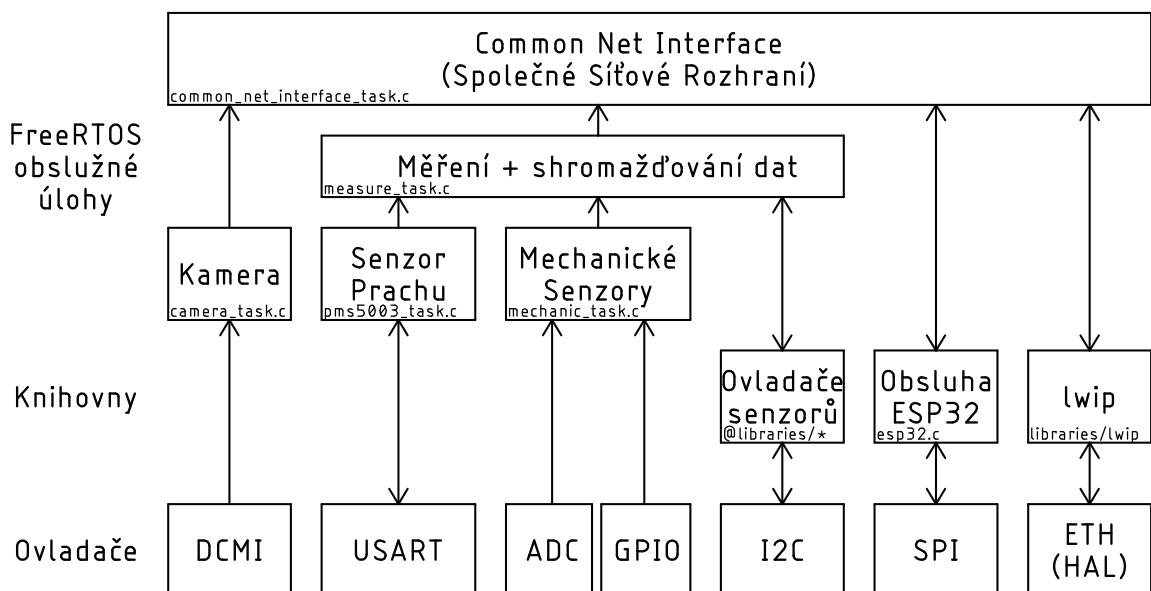 Common Net Interface
(Společné Síťové Rozhraní)
common_net_interface_task.c
FreeRTOS
obslužné
úlohy
Měření + shromažďování dat
measure_task.c
Kamera
camera_task.c
Senzor
Prachu
pms5003_task.c
Mechanické
Senzory
mechanic_task.c
Knihovny
Ovladače
senzorů
@libraries/*
Obsluha
ESP32
esp32.c
lwip
libraries/lwip
Ovladače
DCMI
USART
ADC
GPIO
I2C
SPI
ETH
(HAL)